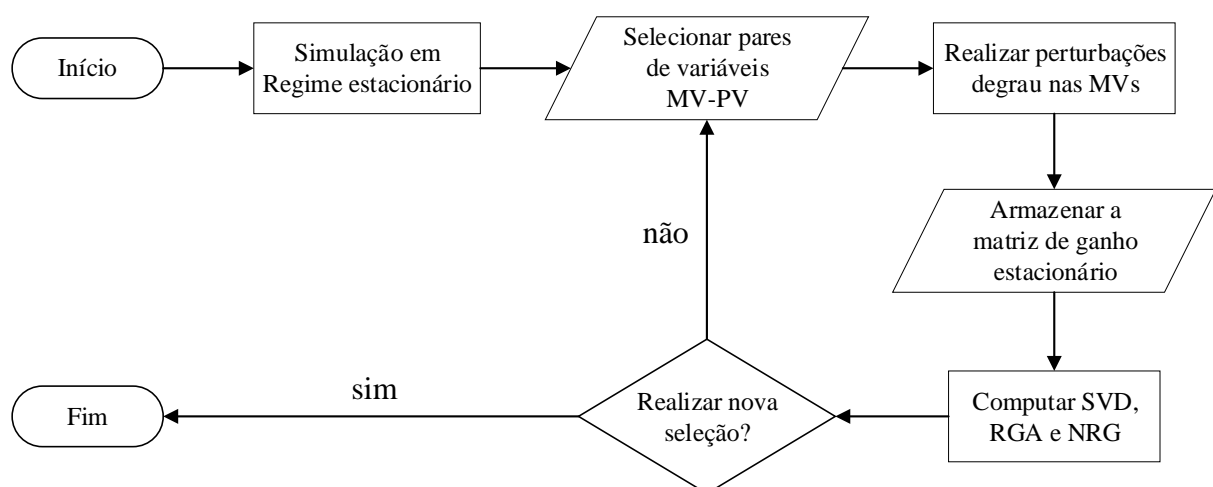 Início
Simulação em
Regime estacionário
Selecionar pares
de variáveis
MV-PV
Realizar perturbações
degrau nas MVs
Armazenar a
matriz de ganho
estacionário
Computar SVD,
RGA e NRG
Realizar nova
seleção?
não
sim
Fim